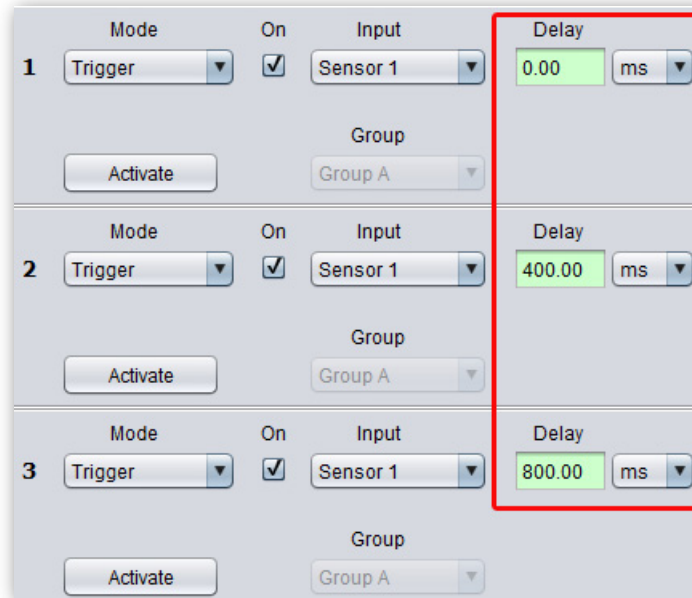 Mode On Input Delay
1 Trigger Sensor 1 0.00 ms
Group
Activate Group A
Mode On Input Delay
2 Trigger Sensor 1 400.00 ms
Group
Activate Group A
Mode On Input Delay
3 Trigger Sensor 1 800.00 ms
Group
Activate Group A